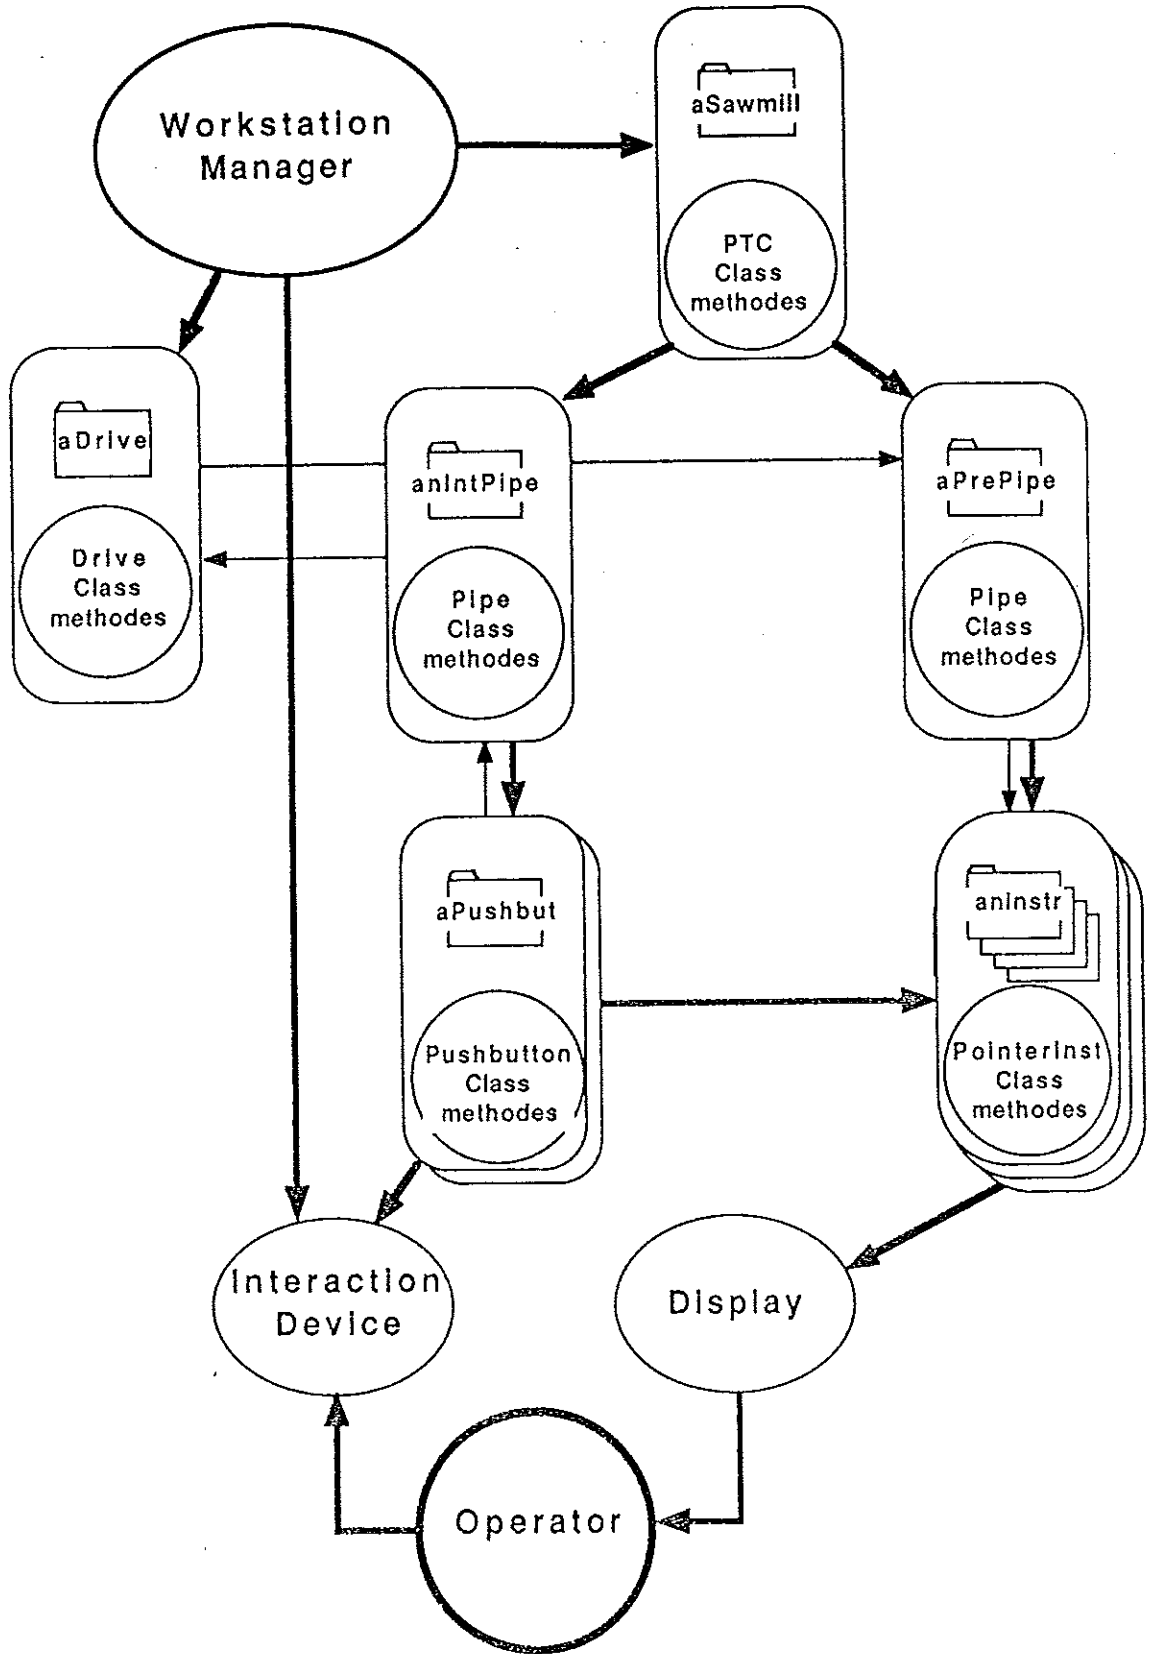 Workstation
Manager
aSawmill
PTC
Class
methodes
aDrive
Drive
Class
methodes
anIntPipe
Pipe
Class
methodes
aPrePipe
Pipe
Class
methodes
aPushbut
Pushbutton
Class
methodes
anInstr
PointerInst
Class
methodes
Interaction
Device
Display
Operator